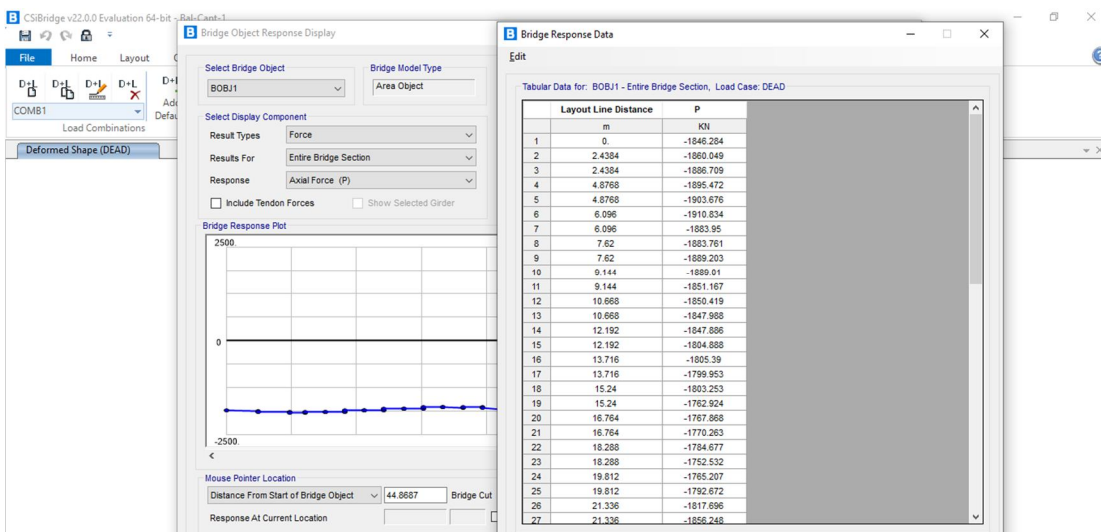 CSiBridge v22.0.0 Evaluation 64-bit - Bal-Cant-1
File Home Layout
D+L D+L D+L D+L D+L
COMB1
Load Combinations
Deformed Shape (DEAD)
Bridge Object Response Display
Select Bridge Object
BOBJ1
Bridge Model Type
Area Object
Select Display Component
Result Types Force
Results For Entire Bridge Section
Response Axial Force (P)
Include Tendon Forces Show Selected Girder
Bridge Response Plot
2500.
0
-2500.
Mouse Pointer Location
Distance From Start of Bridge Object 44.8687 Bridge Cut
Response At Current Location
Bridge Response Data
Edit
Tabular Data for: BOBJ1 - Entire Bridge Section, Load Case: DEAD
Layout Line Distance P
m KN
1 0. -1846.284
2 2.4384 -1860.049
3 2.4384 -1886.709
4 4.8768 -1895.472
5 4.8768 -1903.676
6 6.096 -1910.834
7 6.096 -1883.95
8 7.62 -1883.761
9 7.62 -1889.203
10 9.144 -1889.01
11 9.144 -1851.167
12 10.668 -1850.419
13 10.668 -1847.988
14 12.192 -1847.886
15 12.192 -1804.888
16 13.716 -1805.39
17 13.716 -1799.953
18 15.24 -1803.253
19 15.24 -1762.924
20 16.764 -1767.868
21 16.764 -1770.263
22 18.288 -1784.677
23 18.288 -1752.532
24 19.812 -1765.207
25 19.812 -1792.672
26 21.336 -1817.696
27 21.336 -1856.248